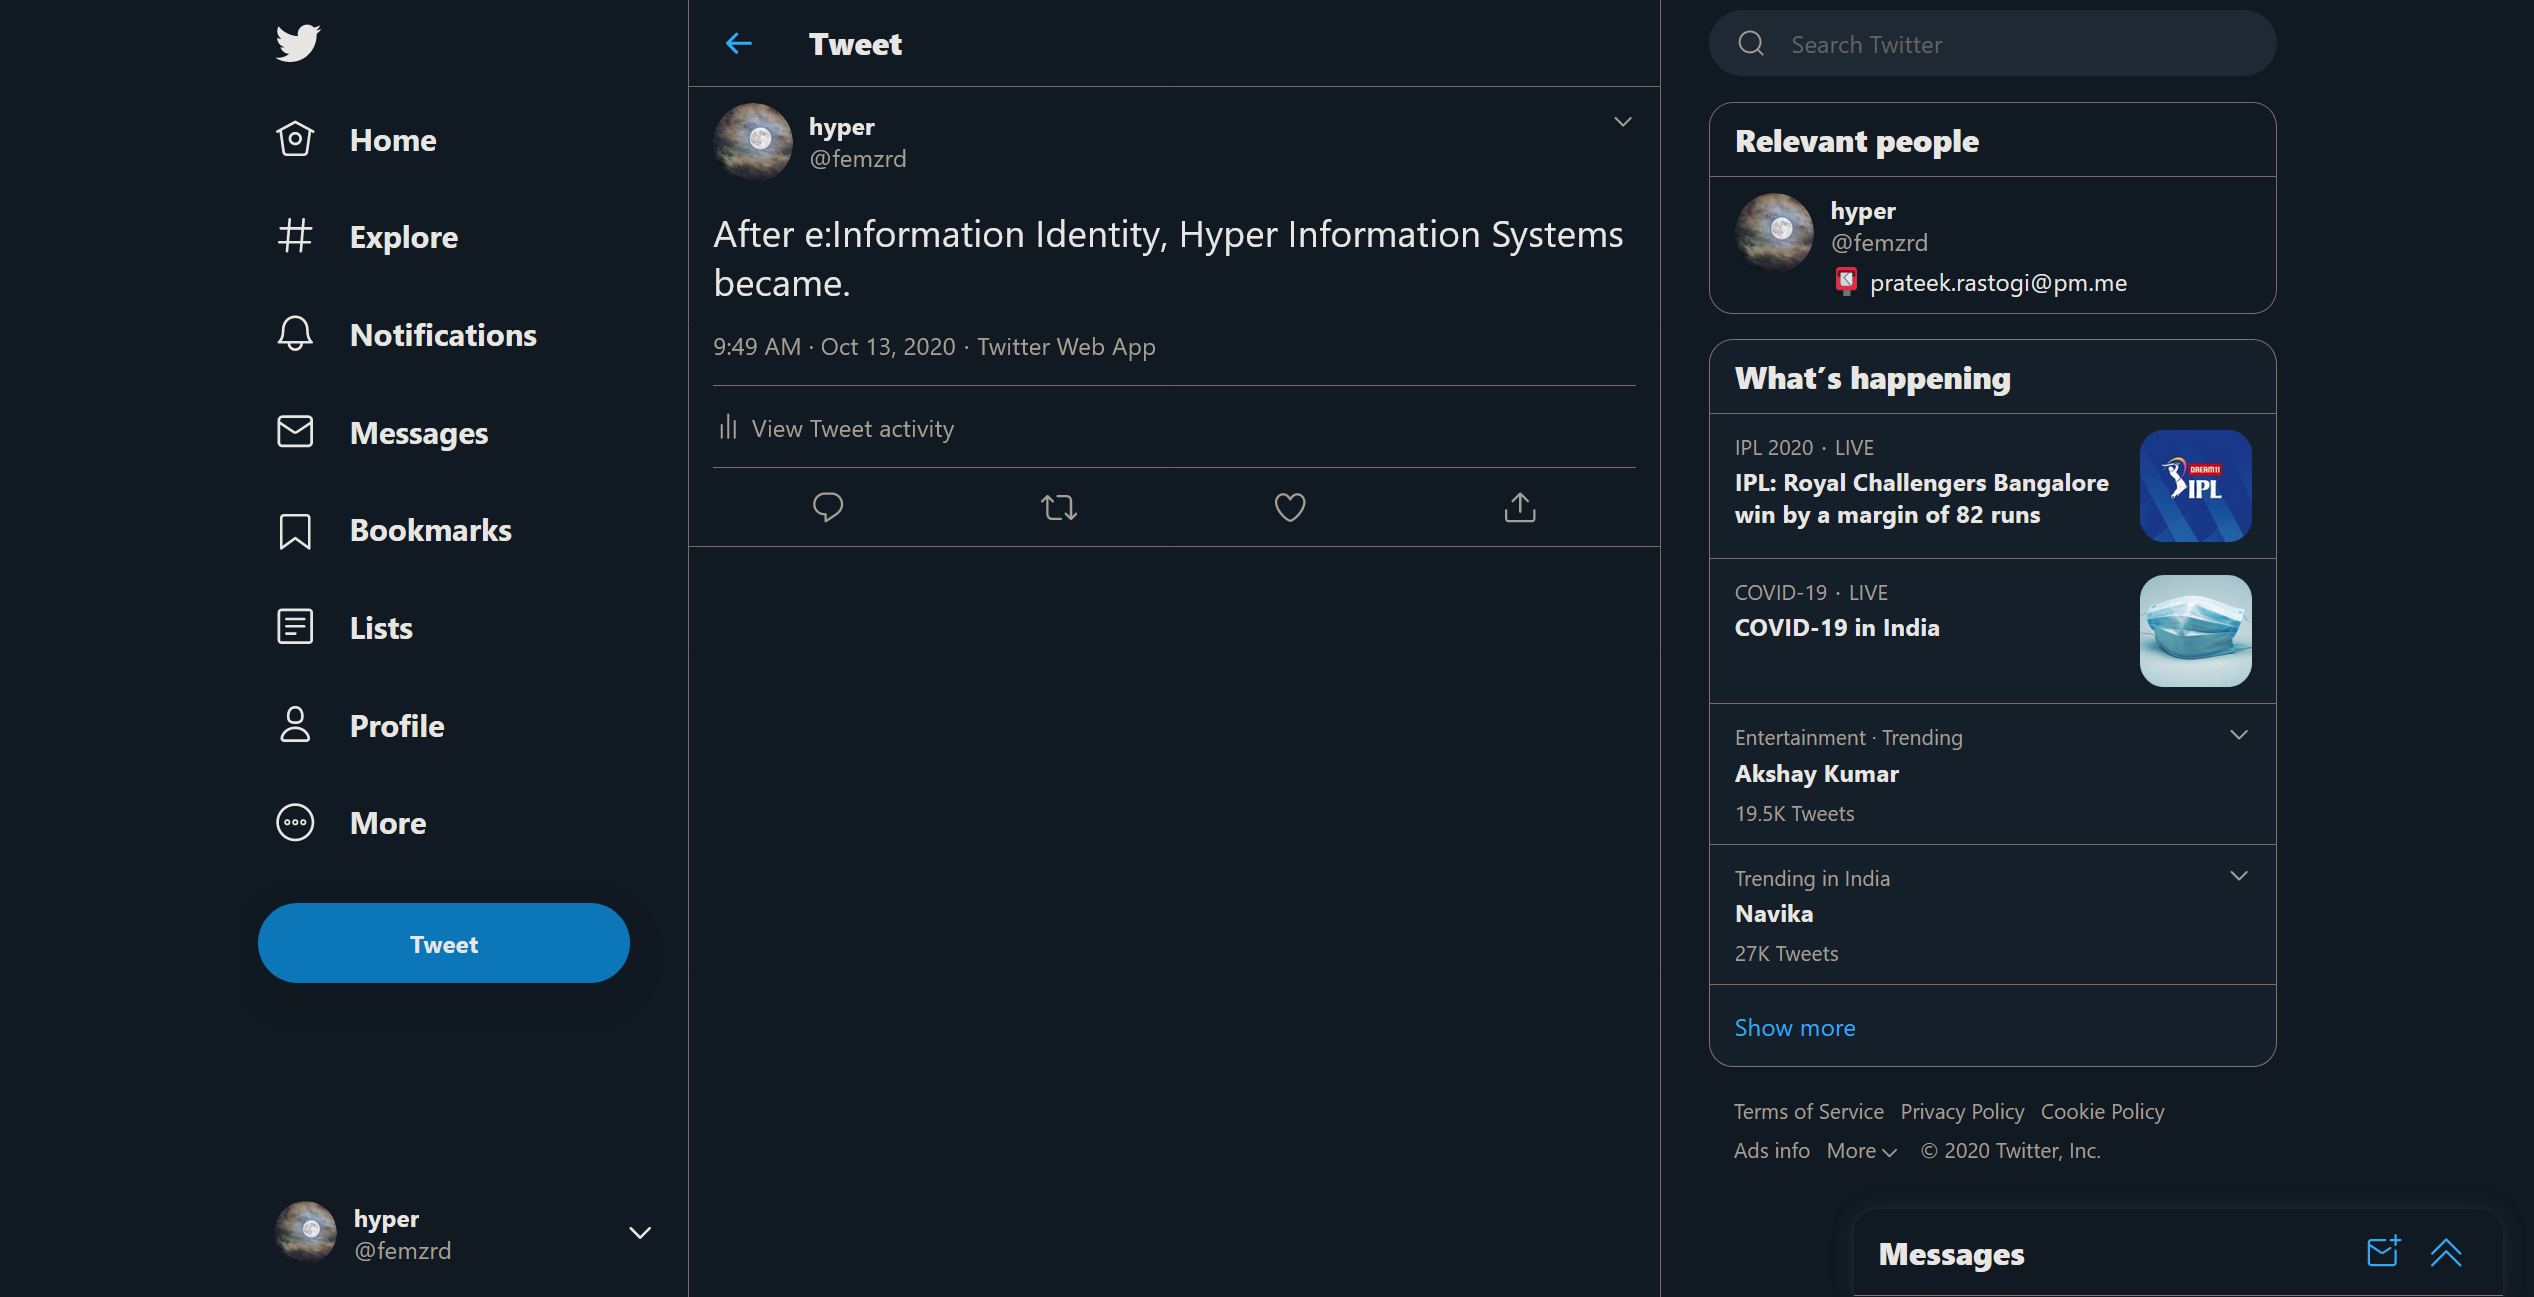 Home
Explore
Notifications
Messages
Bookmarks
Lists
Profile
More
Tweet
hyper
@femzrd
Tweet
hyper
@femzrd
After e:Information Identity, Hyper Information Systems
became.
9:49 AM · Oct 13, 2020 · Twitter Web App
View Tweet activity
Search Twitter
Relevant people
hyper
@femzrd
prateek.rastogi@pm.me
What's happening
IPL 2020 · LIVE
IPL: Royal Challengers Bangalore
win by a margin of 82 runs
DREAM11
IPL
COVID-19 · LIVE
COVID-19 in India
Entertainment · Trending
Akshay Kumar
19.5K Tweets
Trending in India
Navika
27K Tweets
Show more
Terms of Service Privacy Policy Cookie Policy
Ads info More © 2020 Twitter, Inc.
Messages